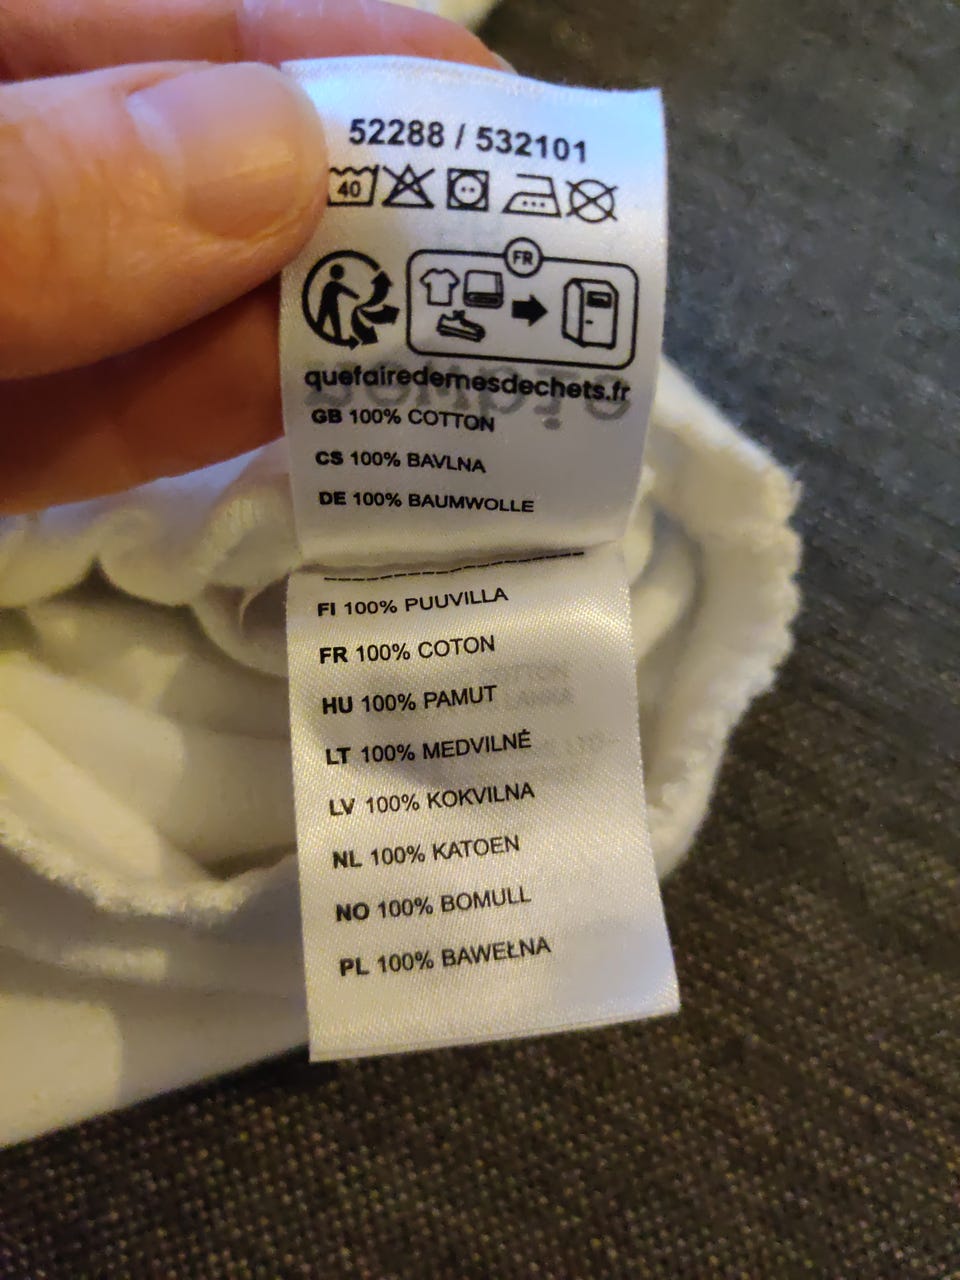 52288 / 532101
40
FR
quefairedemesdechets.fr
GB 100% COTTON
CS 100% BAVLNA
DE 100% BAUMWOLLE
FI 100% PUUVILLA
FR 100% COTON
HU 100% PAMUT
LT 100% MEDVILNĖ
LV 100% KOKVILNA
NL 100% KATOEN
NO 100% BOMULL
PL 100% BAWEŁNA